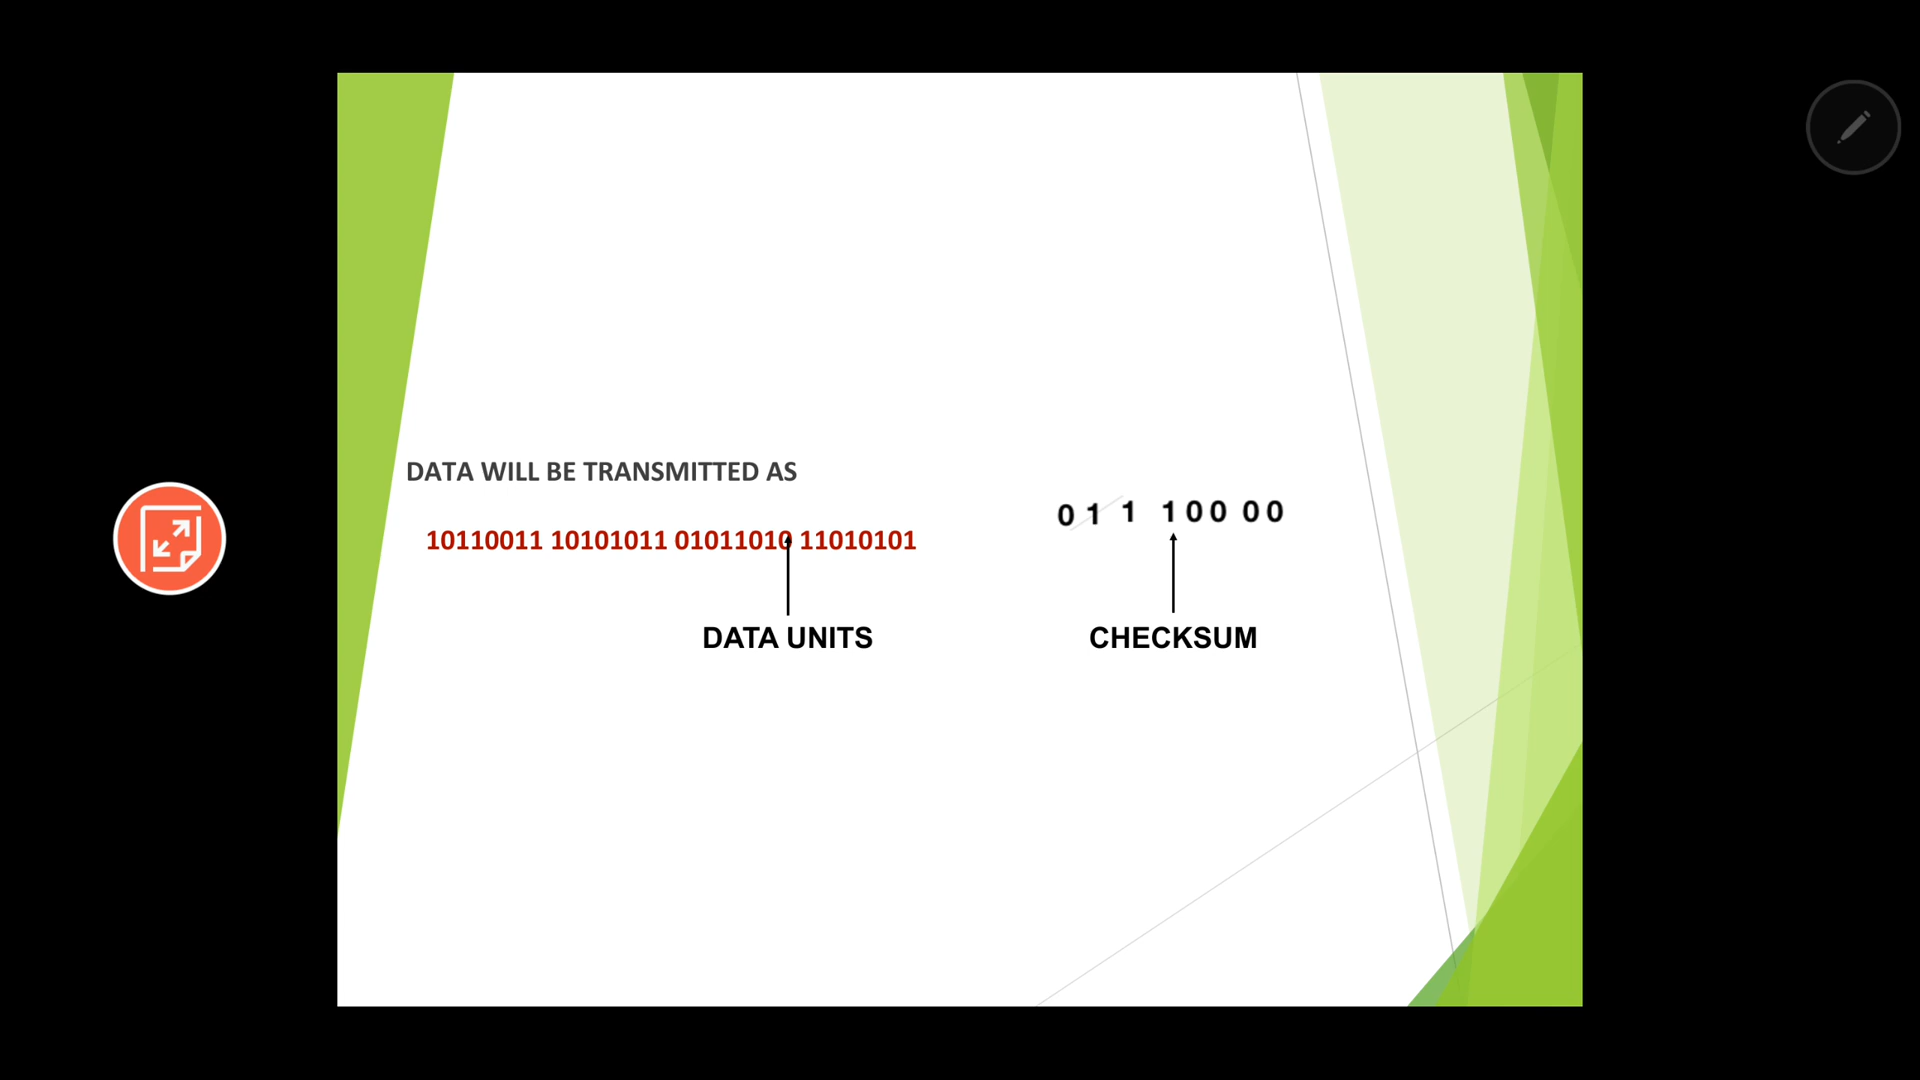 DATA WILL BE TRANSMITTED AS
10110011 10101011 01011010 11010101
0 1 1 1 0 0 0 0
DATA UNITS
CHECKSUM